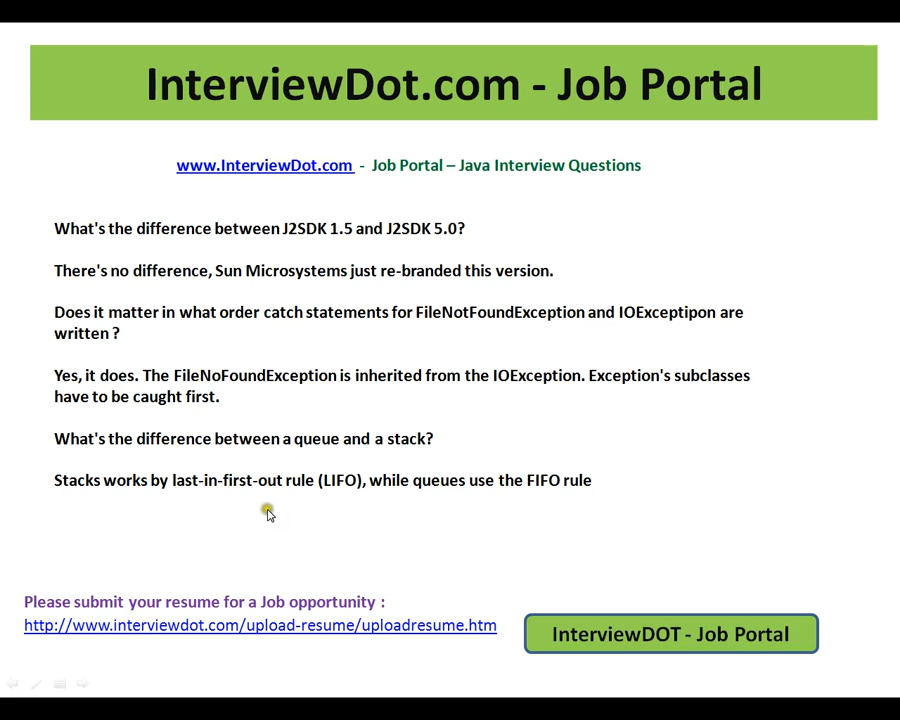 InterviewDot.com - Job Portal
www.InterviewDot.com - Job Portal – Java Interview Questions
What's the difference between J2SDK 1.5 and J2SDK 5.0?
There's no difference, Sun Microsystems just re-branded this version.
Does it matter in what order catch statements for FileNotFoundException and IOExceptipon are
written ?
Yes, it does. The FileNoFoundException is inherited from the IOException. Exception's subclasses
have to be caught first.
What's the difference between a queue and a stack?
Stacks works by last-in-first-out rule (LIFO), while queues use the FIFO rule
Please submit your resume for a Job opportunity :
http://www.interviewdot.com/upload-resume/uploadresume.htm
InterviewDOT - Job Portal